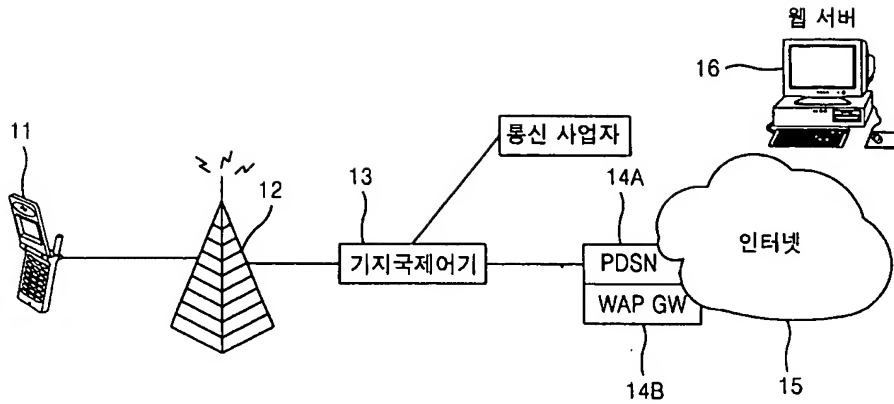 웹 서버
16
11
통신 사업자
12
13
14A
기지국제어기
PDSN
인터넷
WAP GW
14B
15